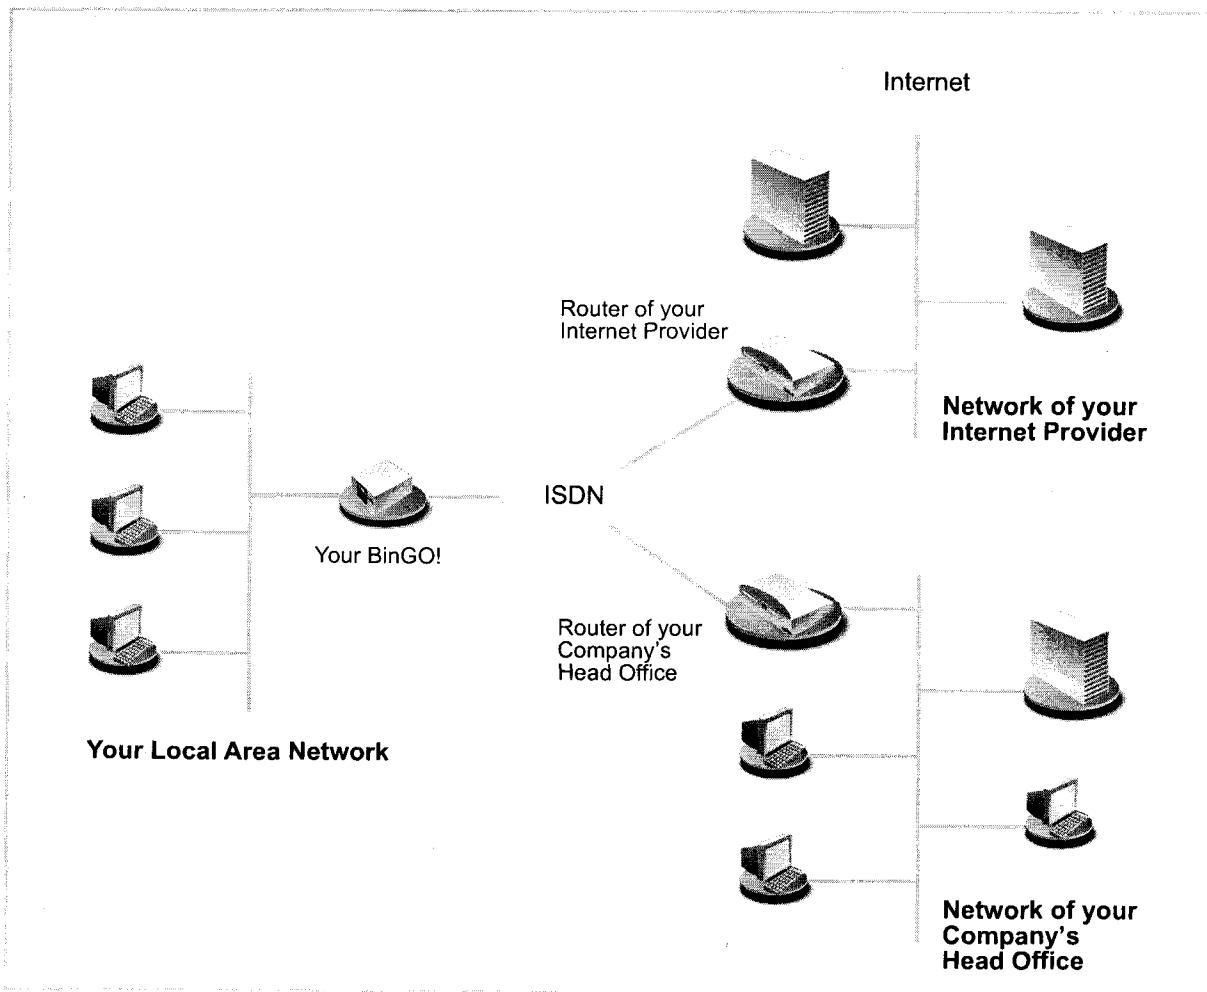 Internet
Router of your
Internet Provider
Network of your
Internet Provider
ISDN
Your BinGO!
Router of your
Company's
Head Office
Your Local Area Network
Network of your
Company's
Head Office